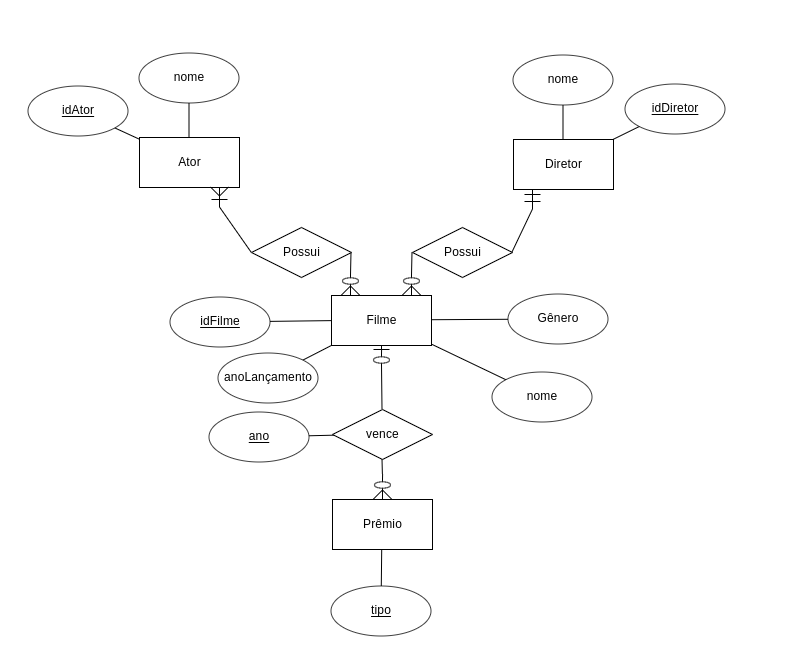 nome
nome
idAtor
idDiretor
Ator
Diretor
Possui
Possui
idFilme
Filme
Gênero
anoLançamento
nome
ano
vence
Prêmio
tipo